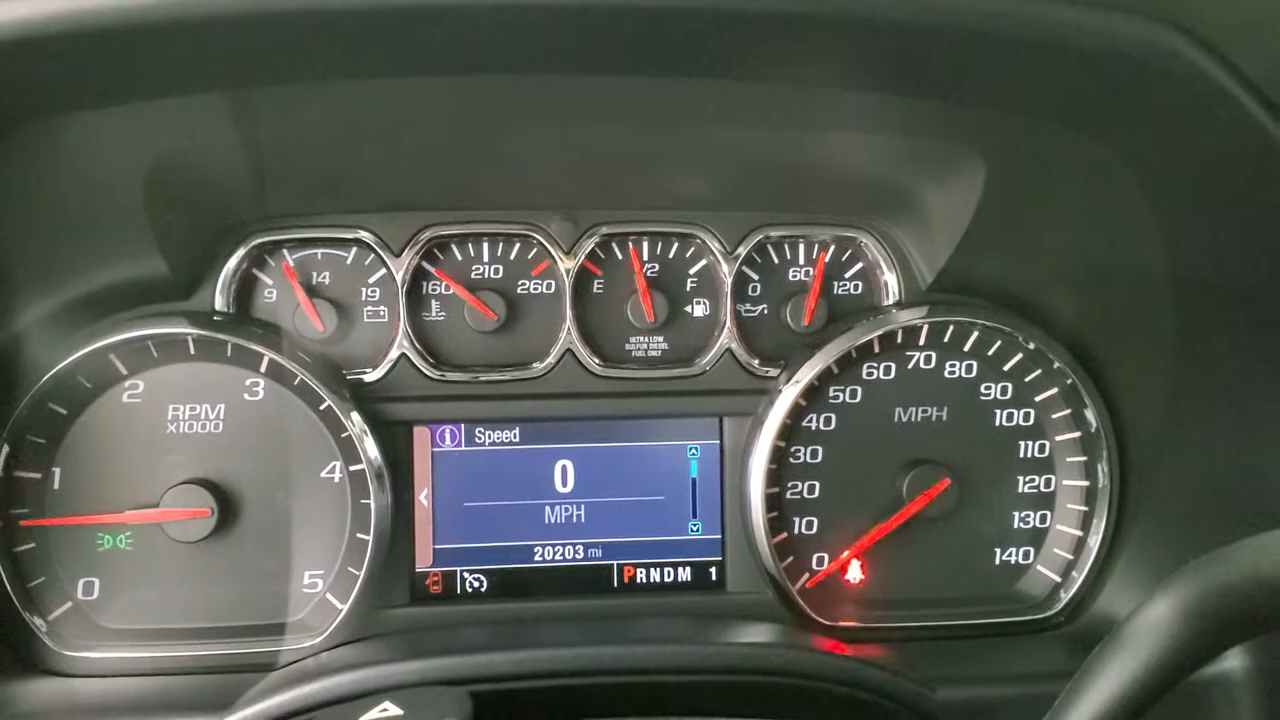 9 14 19
160 210 260
E 1/2 F
ULTRA LOW
SULFUR DIESEL
FUEL ONLY
0 60 120
RPM
x1000
0 1 2 3 4 5
Speed
0
MPH
20203 mi
PRNDM 1
MPH
0 10 20 30 40 50 60 70 80 90 100 110 120 130 140